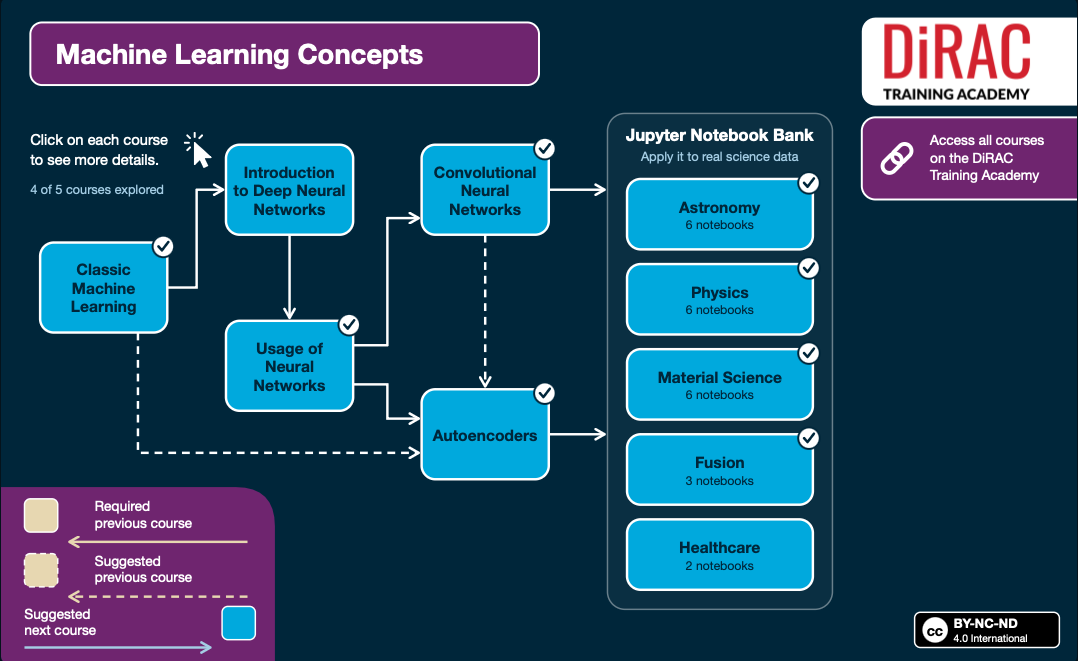 Machine Learning Concepts
DiRAC
TRAINING ACADEMY
Access all courses
on the DiRAC
Training Academy
Click on each course
to see more details.
4 of 5 courses explored
Classic
Machine
Learning
Introduction
to Deep Neural
Networks
Usage of
Neural
Networks
Convolutional
Neural
Networks
Autoencoders
Jupyter Notebook Bank
Apply it to real science data
Astronomy
6 notebooks
Physics
6 notebooks
Material Science
6 notebooks
Fusion
3 notebooks
Healthcare
2 notebooks
Required
previous course
Suggested
previous course
Suggested
next course
cc
BY-NC-ND
4.0 International